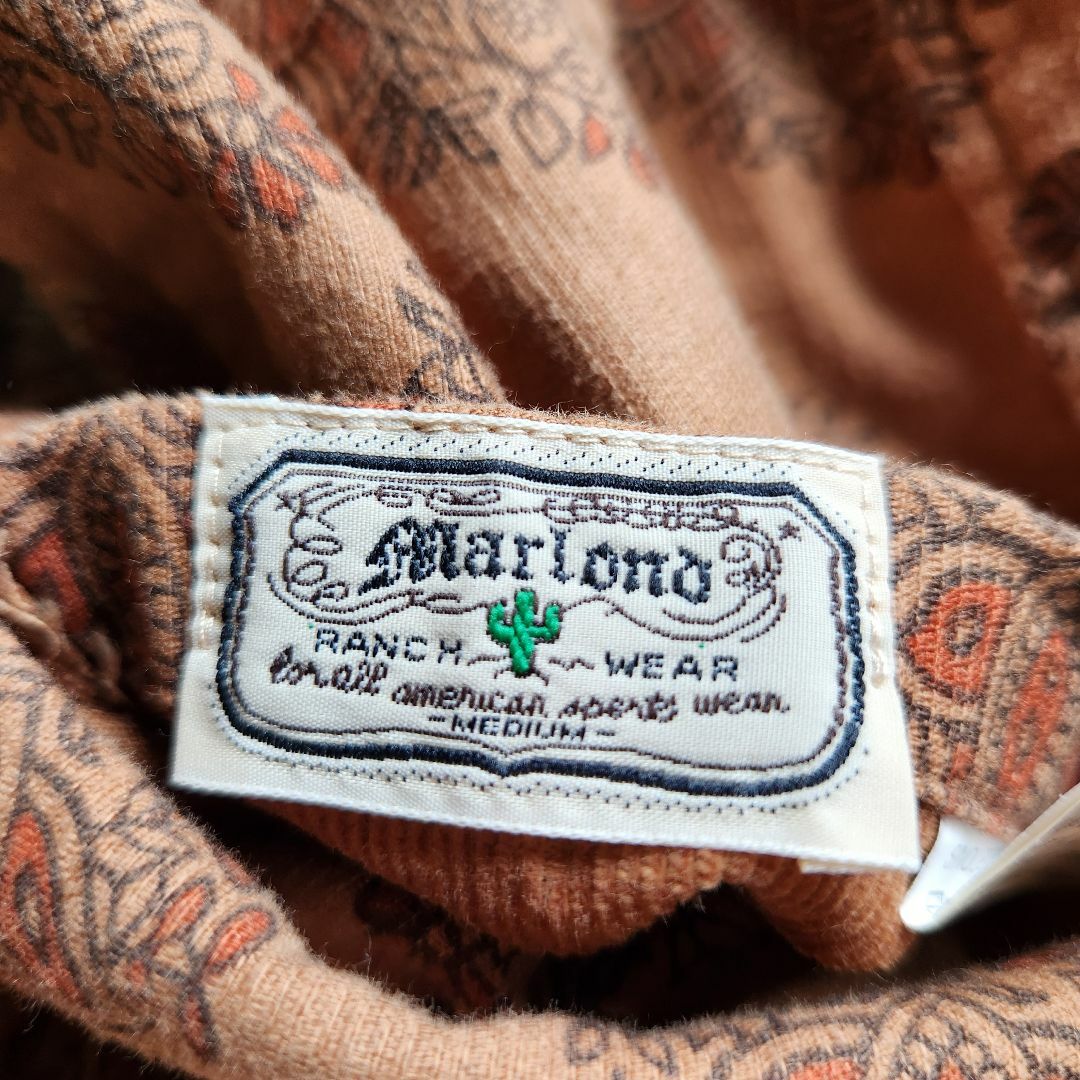 Marlond
RANCH WEAR
for all american sports wear.
-MEDIUM-